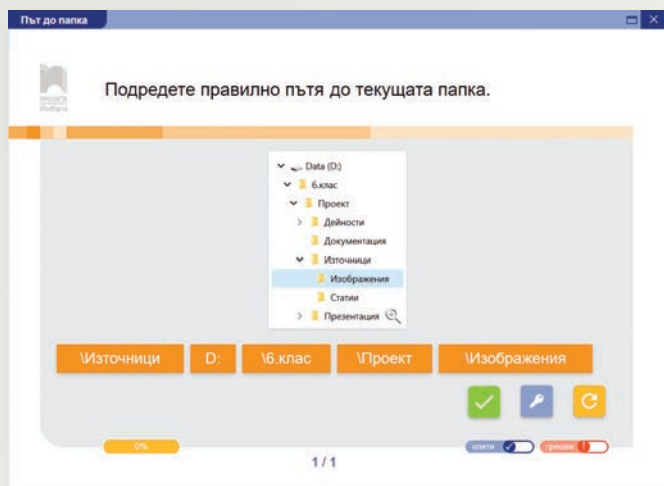 Път до папка
Подредете правилно пътя до текущата папка.
Data (D:)
6.клас
Проект
Дейности
Документация
Източници
Изображения
Статии
Презентация
\Източници D: \6.клас \Проект \Изображения
0%
опити грешки
1 / 1